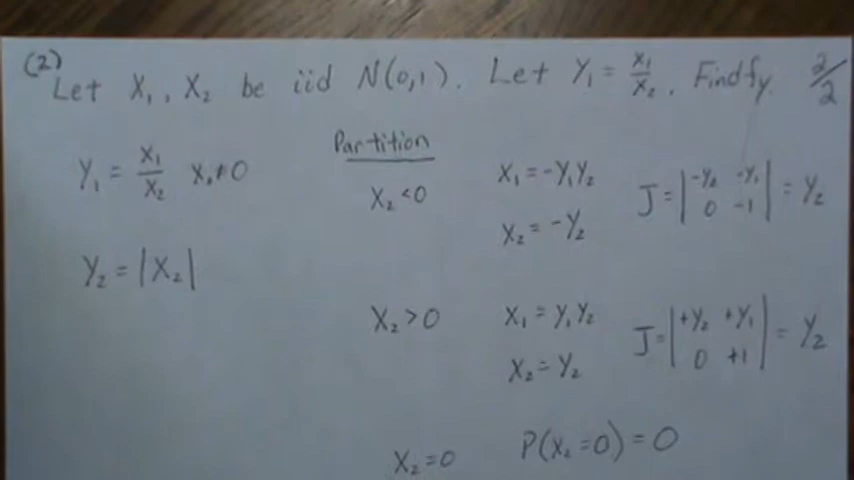 (2)
Let X₁, X₂ be iid N(0,1). Let Y₁ = X₁/X₂. Find f_Y₁ 2/2
Partition
Y₁ = X₁/X₂ X₂≠0
X₂ <0
X₁ = -Y₁Y₂
X₂ = -Y₂
J = |-Y₂ -Y₁|
|0 -1| = Y₂
Y₂ = |X₂|
X₂ > 0
X₁ = Y₁Y₂
X₂ = Y₂
J = |+Y₂ +Y₁|
|0 +1| = Y₂
X₂ = 0
P(X₂ = 0) = 0